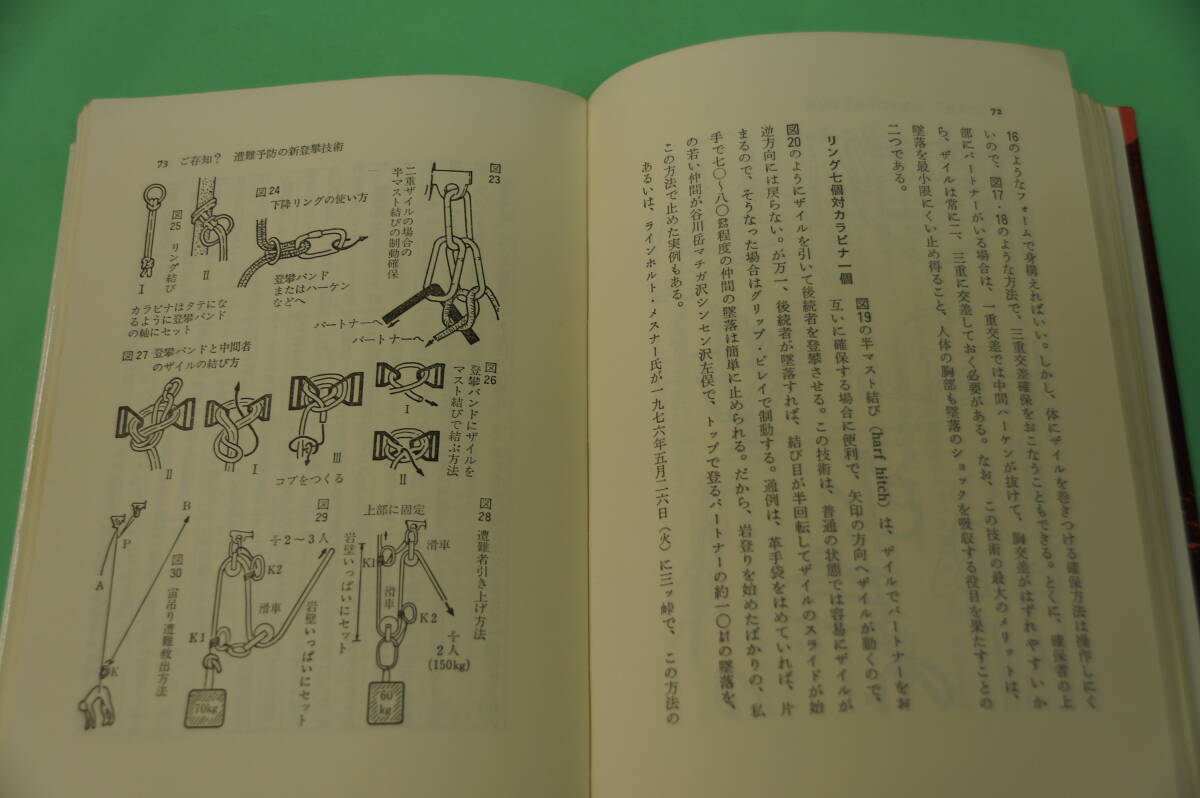 72
16のようなフォームで身構えればいい。しかし、体にザイルを巻きつける確保方法は操作しにく
いので、図17・18のような方法で、三重交差確保をおこなうこともできる。とくに、確保者の上
部にパートナーがいる場合は、一重交差では中間ハーケンが抜けて、胸交差がはずれやすいか
ら、ザイルは常に二、三重に交差しておく必要がある。なお、この技術の最大のメリットは、
墜落を最小限にくい止め得ること、人体の胸部も墜落のショックを吸収する役目を果たすことの
二つである。
リング七個対カラビナ一個
図19の半マスト結び（harf hitch）は、ザイルでパートナーをお
互いに確保する場合に便利で、矢印の方向へザイルが動くので、
図20のようにザイルを引いて後続者を登攀させる。この技術は、普通の状態では容易にザイルが
逆方向には戻らない。が万一、後続者が墜落すれば、結び目が半回転してザイルのスライドが始
まるので、そうなった場合はグリップ・ビレイで制動する。通例は、革手袋をはめていれば、片
手で七〇〜八〇㌔程度の仲間の墜落は簡単に止められる。だから、岩登りを始めたばかりの、私
の若い仲間が谷川岳マチガ沢シンセン沢左俣で、トップで登るパートナーの約一〇㍍の墜落を、
この方法で止めた実例もある。
あるいは、ラインホルト・メスナー氏が一九七六年五月二六日（火）に三ッ峠で、この方法の
73 ご存知？ 遭難予防の新登攀技術
図23
二重ザイルの場合の
半マスト結びの制動確保
パートナーへ
パートナーへ
図24
下降リングの使い方
登攀バンド
またはハーケン
などへ
図25 リング結び
I
II
カラビナはタテにな
るように登攀バンド
の軸にセット
図26
登攀バンドにザイルを
マスト結びで結ぶ方法
I
II
図27 登攀バンドと中間者
のザイルの結び方
III
コブをつくる
I
II
図28 遭難者引き上げ方法
上部に固定
滑車
K1
滑車
K2
2人
(150kg)
60
kg
岩壁いっぱいにセット
図29
2〜3人
K2
滑車
K1
岩壁いっぱいにセット
70kg
図30 宙吊り遭難救出方法
B
P
A
K